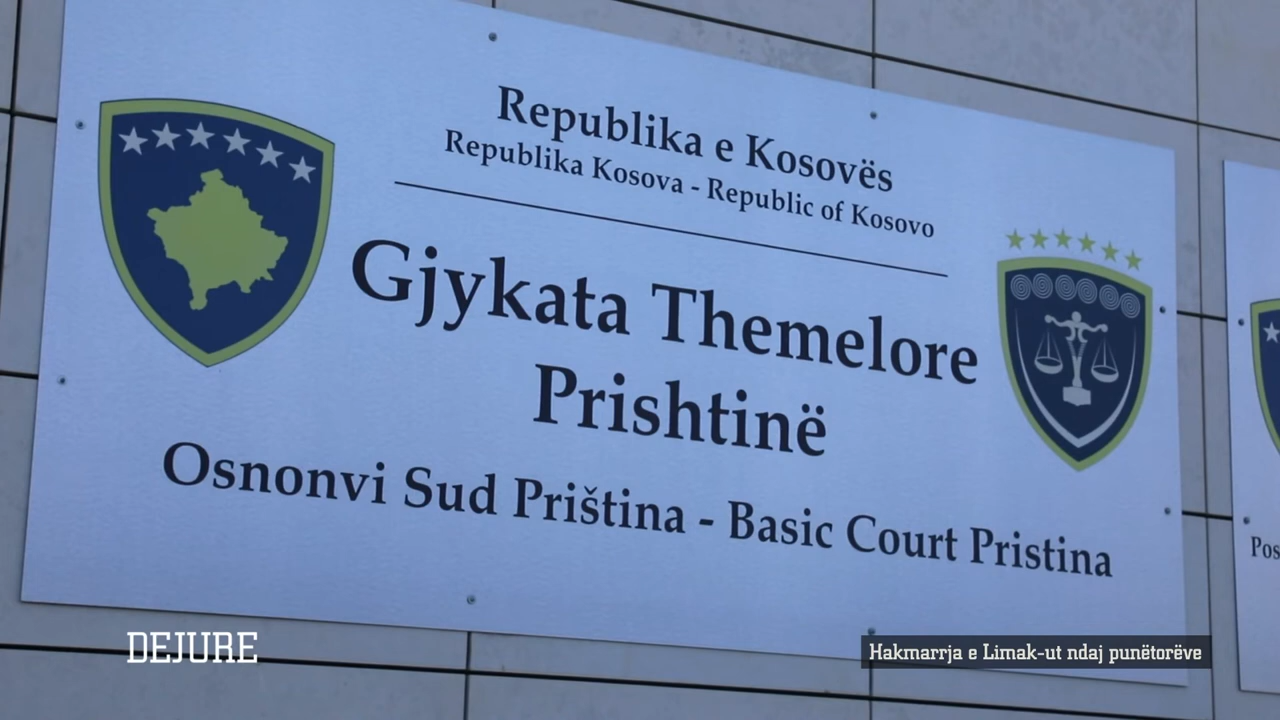 Republika e Kosovës
Republika Kosova - Republic of Kosovo
Gjykata Themelore
Prishtinë
Osnonvi Sud Priština - Basic Court Pristina
Pos
DEJURE
Hakmarrja e Limak-ut ndaj punëtorëve